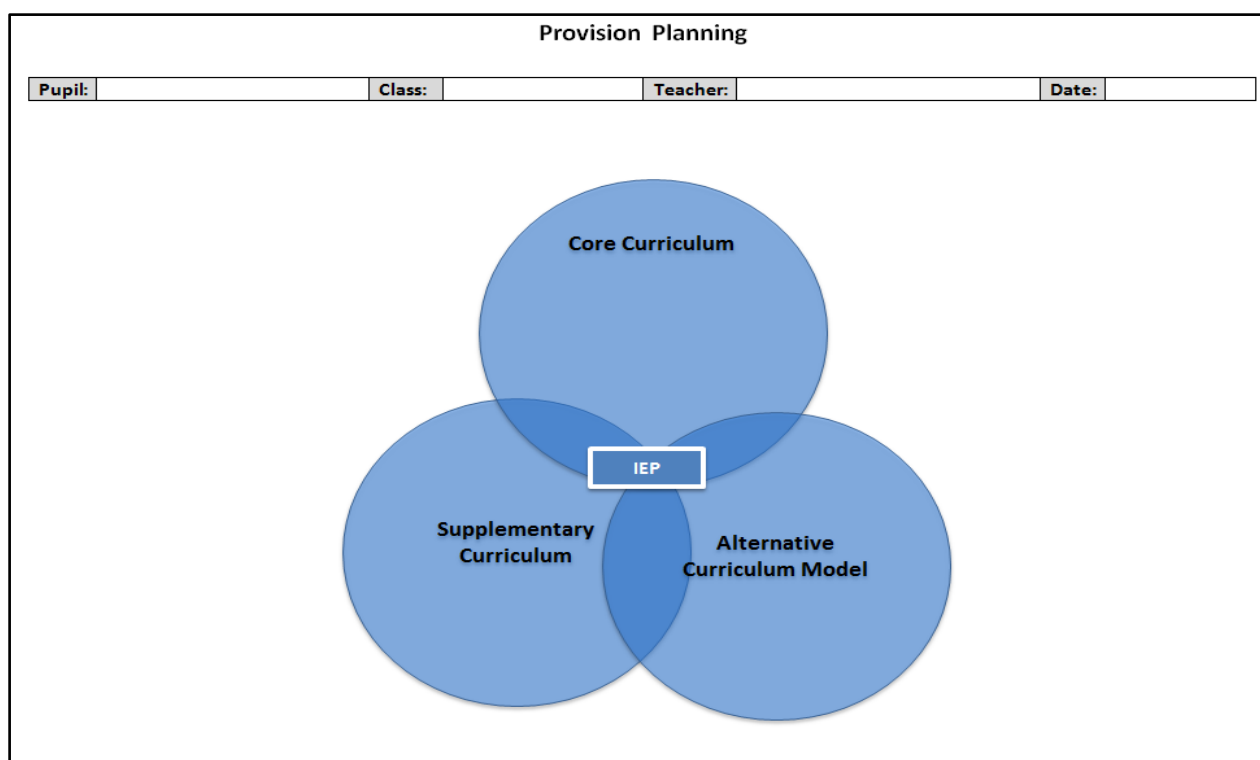 Provision Planning
Pupil: Class: Teacher: Date:
Core Curriculum
IEP
Supplementary
Curriculum
Alternative
Curriculum Model